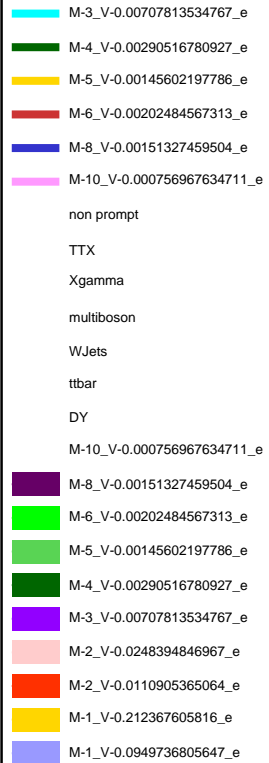 M-3_V-0.00707813534767_e
M-4_V-0.00290516780927_e
M-5_V-0.00145602197786_e
M-6_V-0.00202484567313_e
M-8_V-0.00151327459504_e
M-10_V-0.000756967634711_e
non prompt
TTX
Xgamma
multiboson
WJets
ttbar
DY
M-10_V-0.000756967634711_e
M-8_V-0.00151327459504_e
M-6_V-0.00202484567313_e
M-5_V-0.00145602197786_e
M-4_V-0.00290516780927_e
M-3_V-0.00707813534767_e
M-2_V-0.0248394846967_e
M-2_V-0.0110905365064_e
M-1_V-0.212367605816_e
M-1_V-0.0949736805647_e